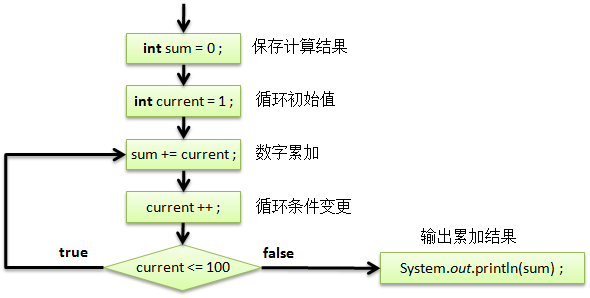 int sum = 0 ;
保存计算结果
int current = 1 ;
循环初始值
sum += current ;
数字累加
current ++ ;
循环条件变更
true
current <= 100
false
输出累加结果
System.out.println(sum) ;